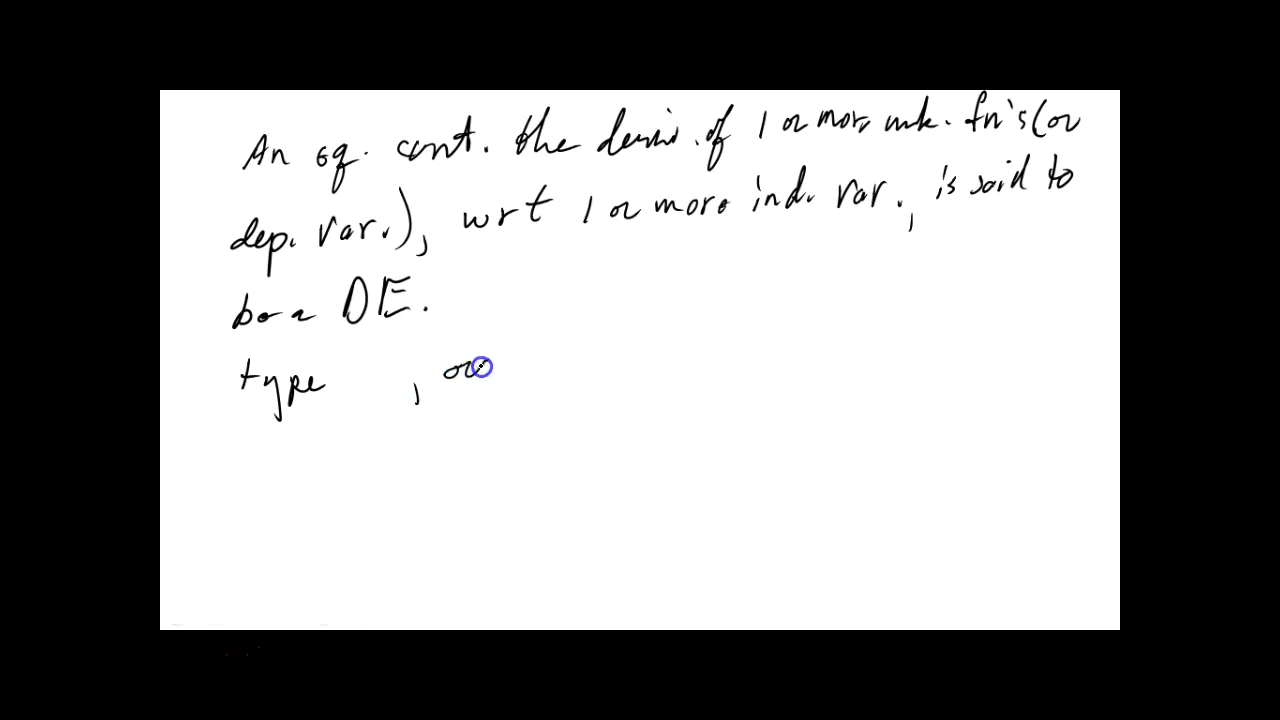 An eq. cont. the deriv. of 1 or more unk. fn's (or
dep. var.), wrt 1 or more ind. var., is said to
be a DE.
type , or